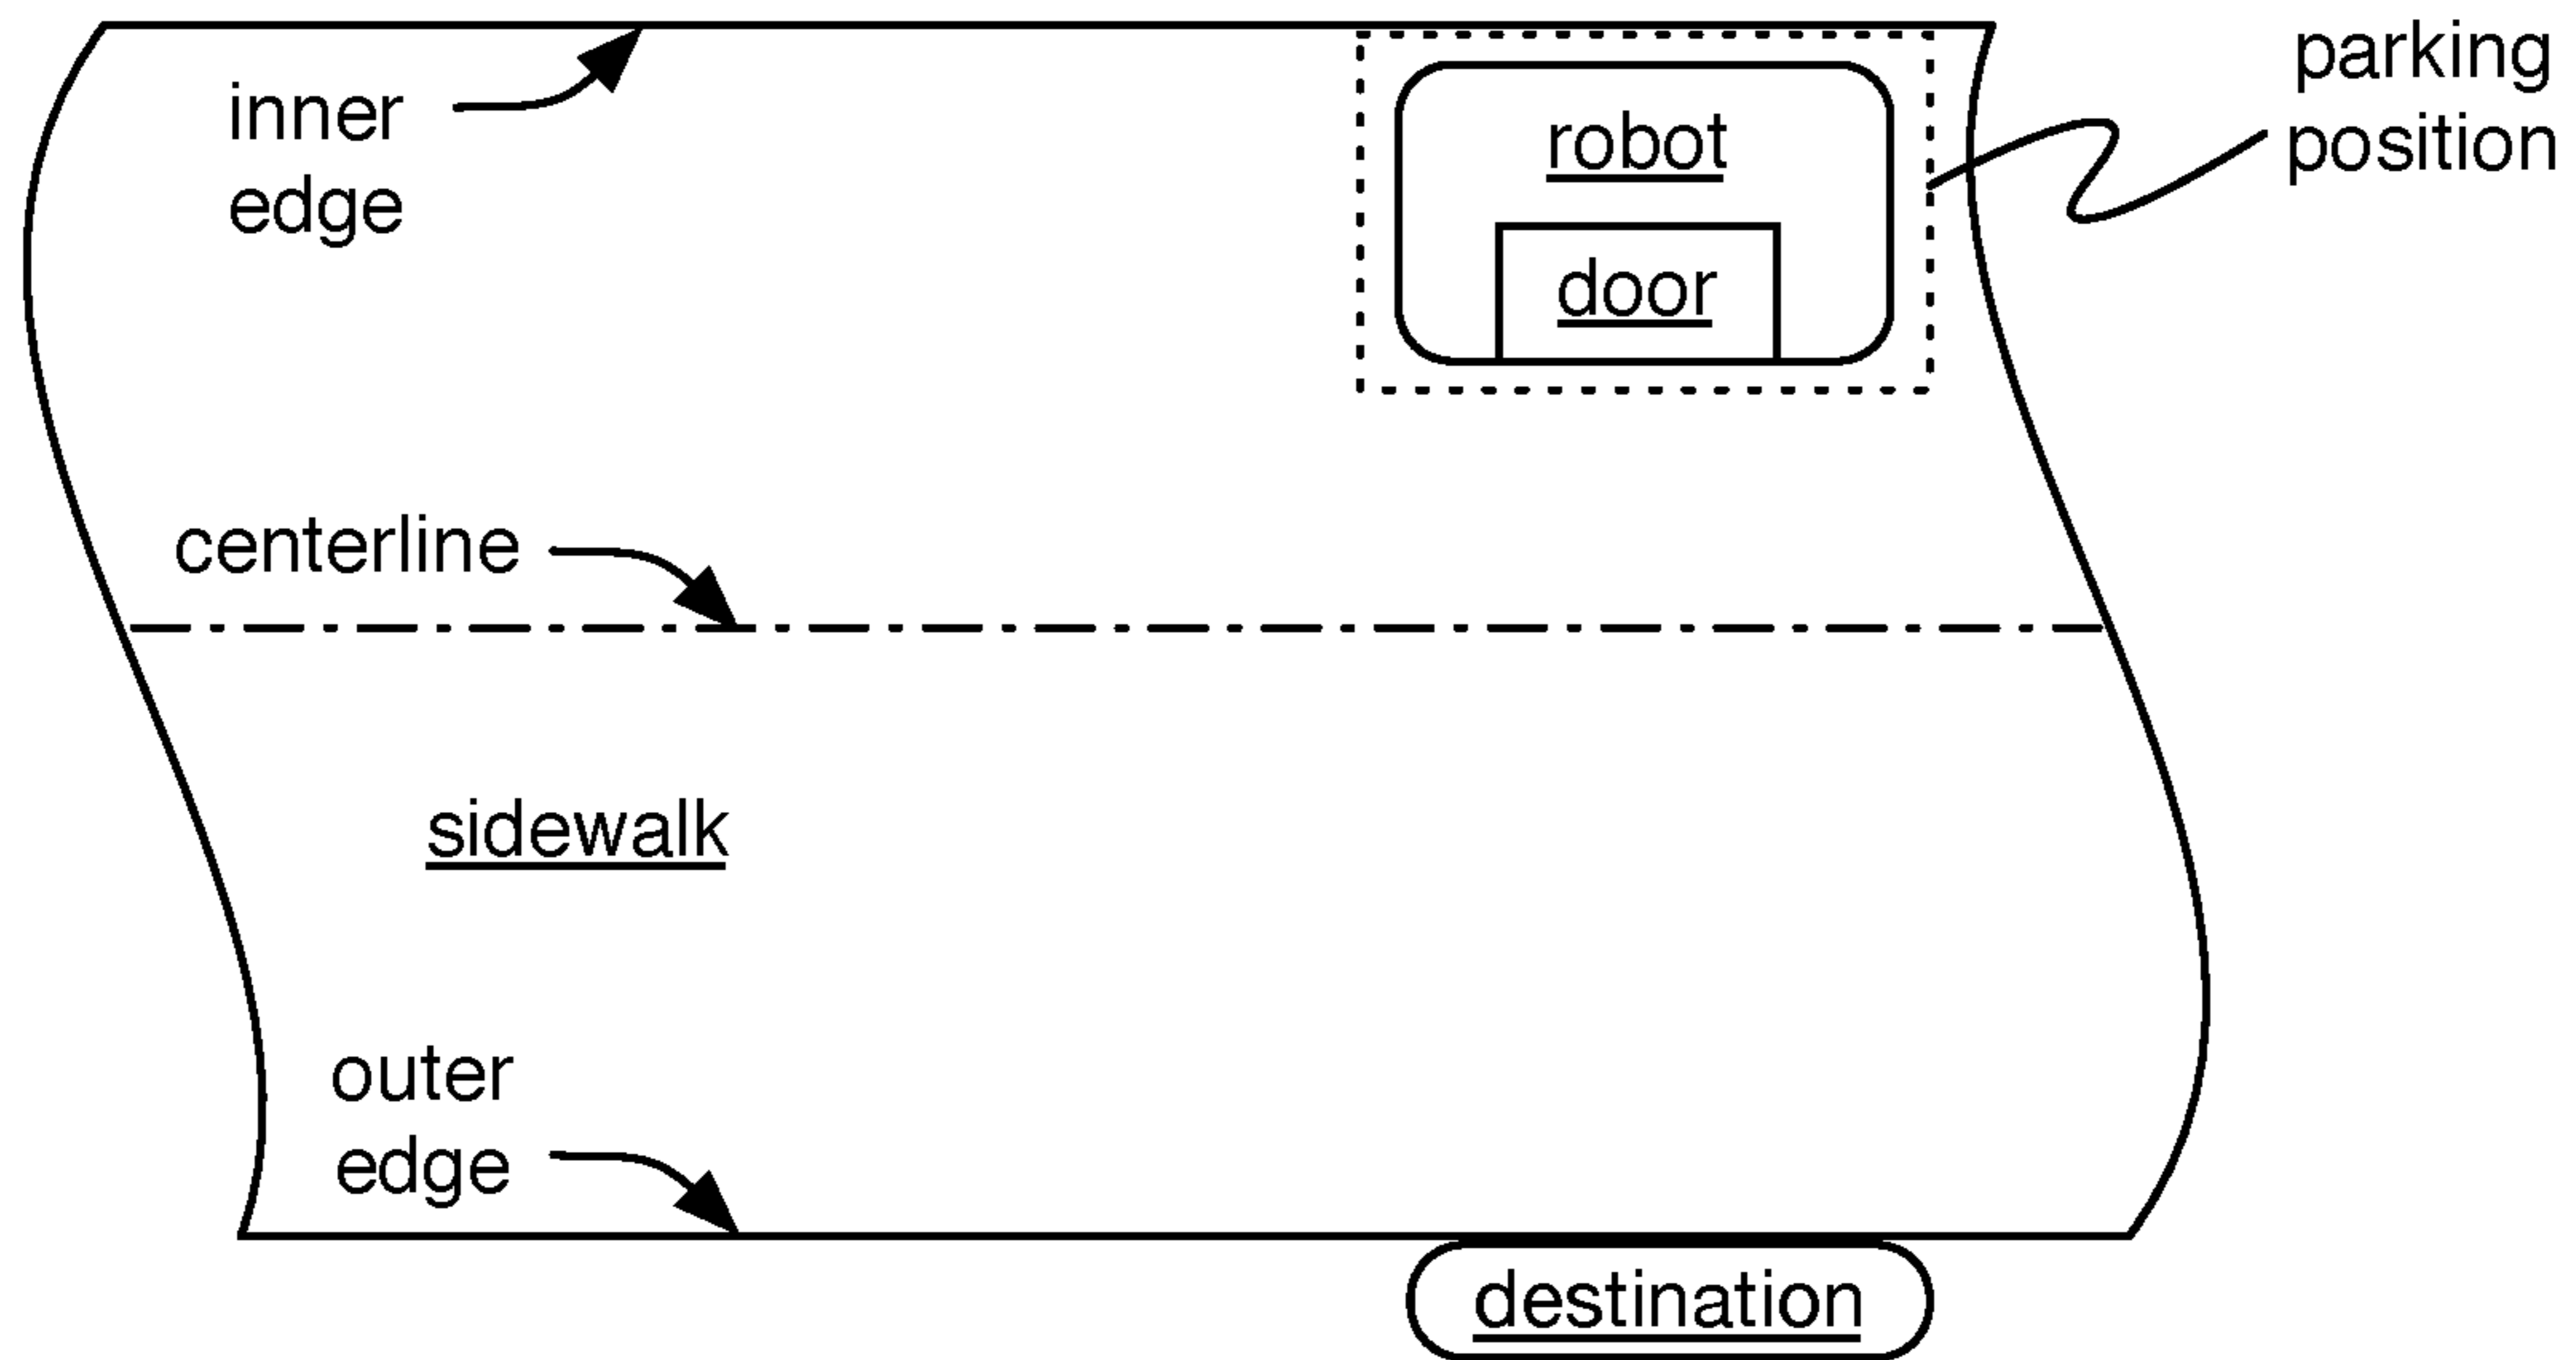 inner
edge
robot
door
parking
position
centerline
sidewalk
outer
edge
destination